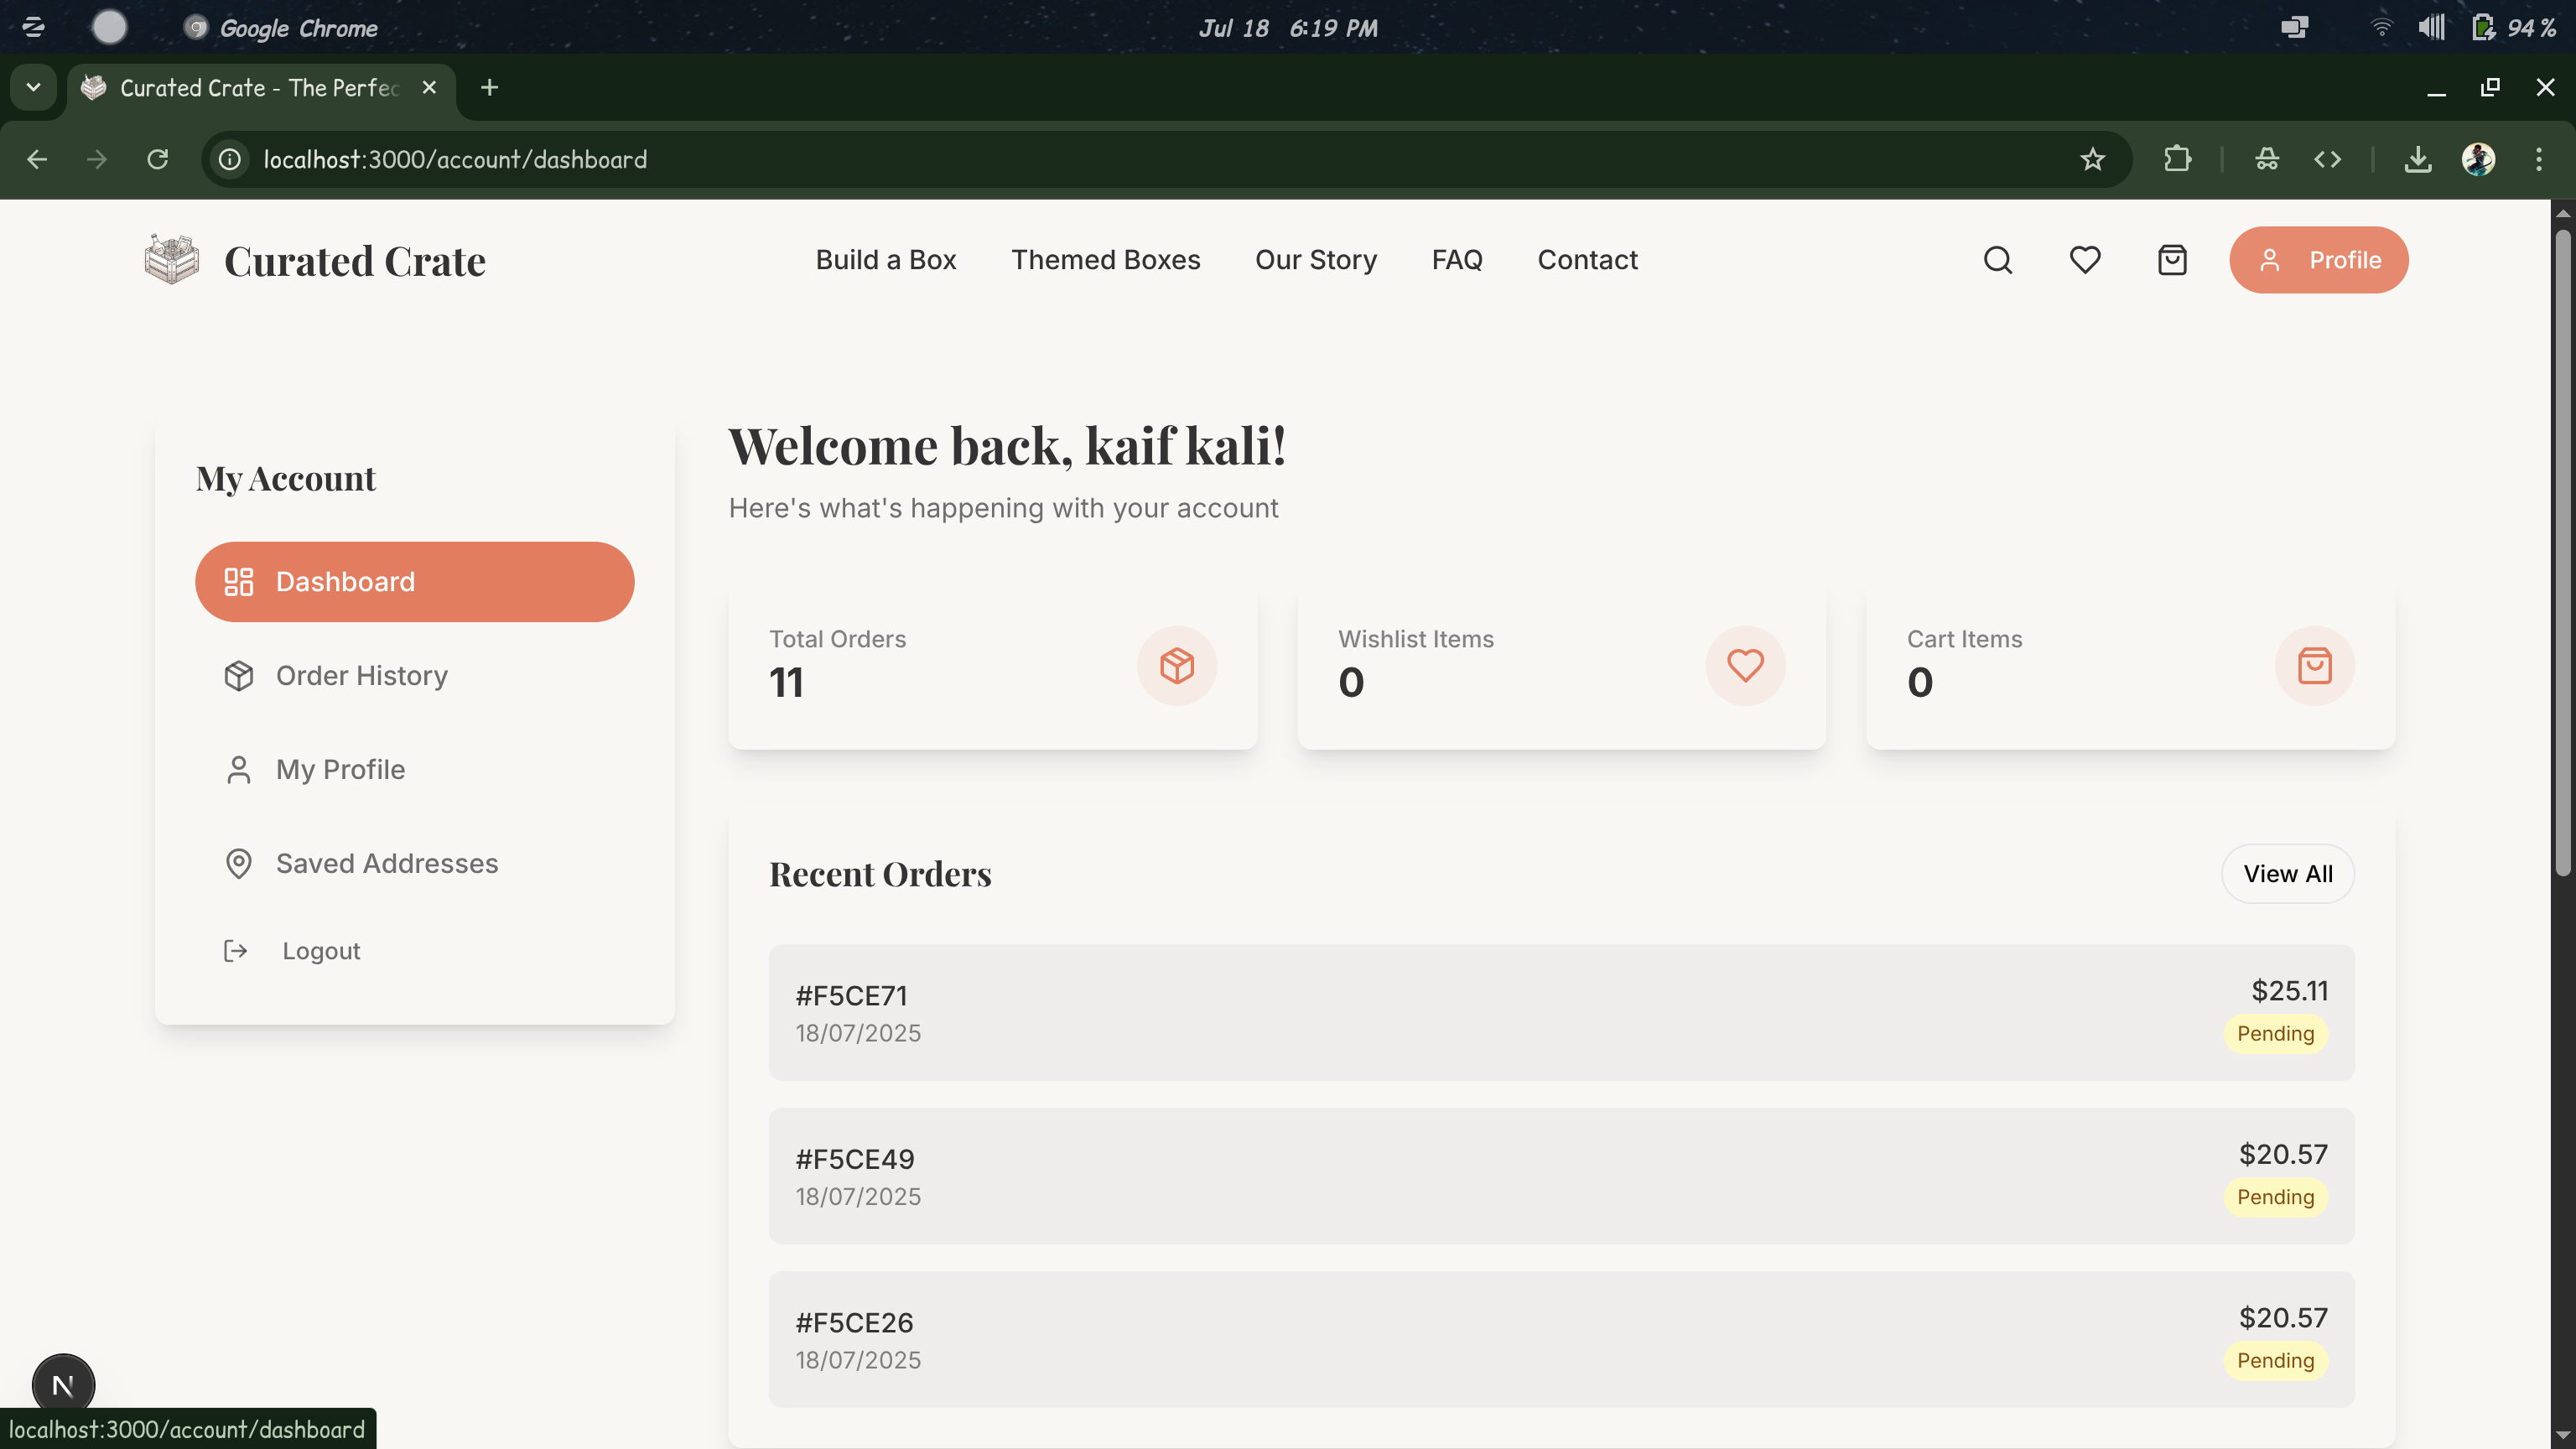 Google Chrome
Jul 18 6:19 PM
94 %
Curated Crate - The Perfec
localhost:3000/account/dashboard
Curated Crate
Build a Box
Themed Boxes
Our Story
FAQ
Contact
Profile
My Account
Dashboard
Order History
My Profile
Saved Addresses
Logout
Welcome back, kaif kali!
Here's what's happening with your account
Total Orders
11
Wishlist Items
0
Cart Items
0
Recent Orders
View All
#F5CE71
$25.11
18/07/2025
Pending
#F5CE49
$20.57
18/07/2025
Pending
#F5CE26
$20.57
18/07/2025
Pending
N
localhost:3000/account/dashboard